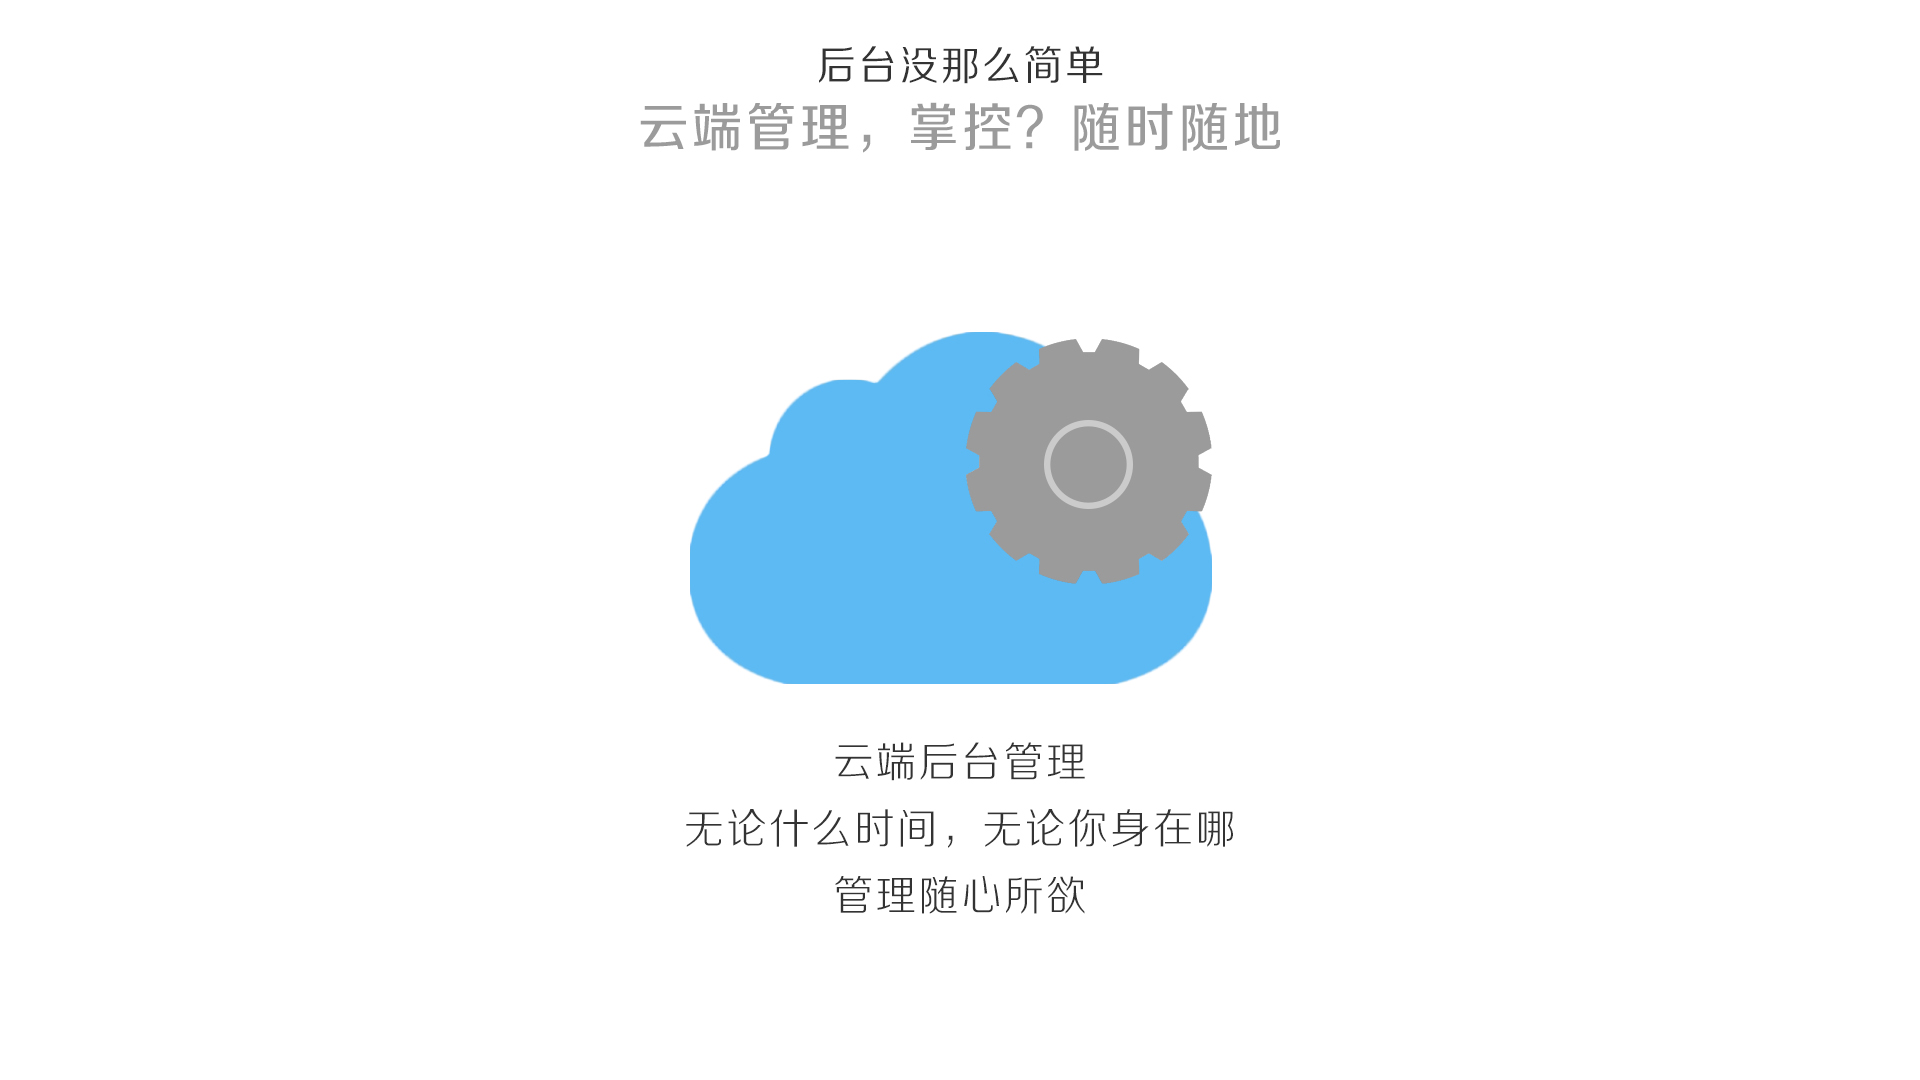 后台没那么简单
云端管理，掌控？随时随地
云端后台管理
无论什么时间，无论你身在哪
管理随心所欲